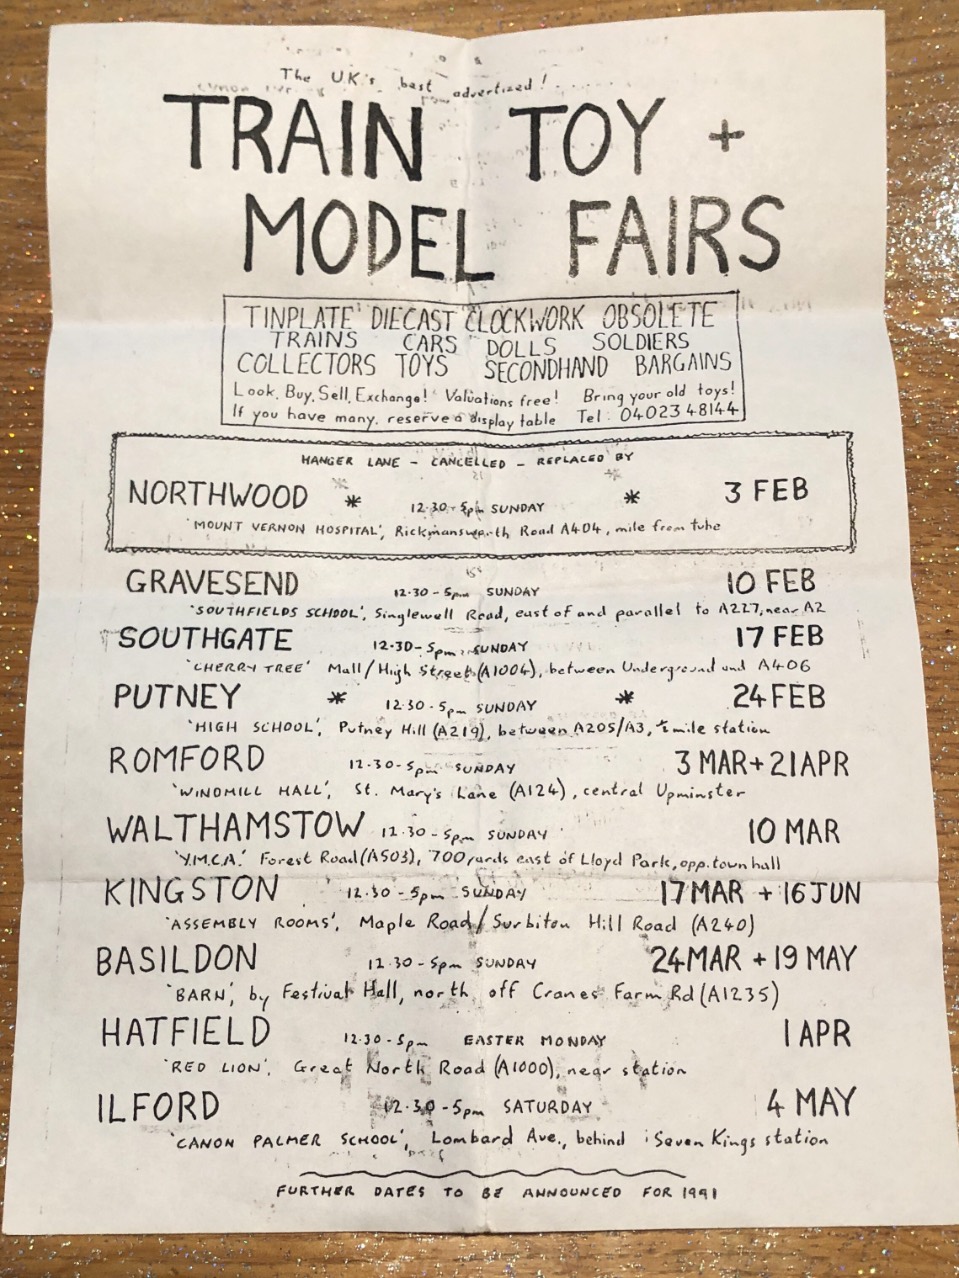 The U.K's best advertized!
TRAIN TOY +
MODEL FAIRS
TINPLATE DIECAST CLOCKWORK OBSOLETE
TRAINS CARS DOLLS SOLDIERS
COLLECTORS TOYS SECONDHAND BARGAINS
Look, Buy, Sell, Exchange! Valuations free! Bring your old toys!
If you have many, reserve a display table Tel: 04023 48144
HANGER LANE - CANCELLED - REPLACED BY
NORTHWOOD * 12.30-5pm SUNDAY * 3 FEB
'MOUNT VERNON HOSPITAL', Rickmansworth Road A404, mile from tube
GRAVESEND 12.30-5pm SUNDAY 10 FEB
'SOUTHFIELDS SCHOOL', Singlewell Road, east of and parallel to A227, near A2
SOUTHGATE 12.30-5pm SUNDAY 17 FEB
'CHERRY TREE' Mall/High Street (A1004), between Underground and A406
PUTNEY * 12.30-5pm SUNDAY * 24 FEB
'HIGH SCHOOL', Putney Hill (A219), between A205/A3, ½ mile station
ROMFORD 12.30-5pm SUNDAY 3 MAR + 21 APR
'WINDMILL HALL', St. Mary's Lane (A124), central Upminster
WALTHAMSTOW 12.30-5pm SUNDAY 10 MAR
'Y.M.C.A.' Forest Road (A503), 700 yards east of Lloyd Park, opp. town hall
KINGSTON 12.30-5pm SUNDAY 17 MAR + 16 JUN
'ASSEMBLY ROOMS', Maple Road/Surbiton Hill Road (A240)
BASILDON 12.30-5pm SUNDAY 24 MAR + 19 MAY
'BARN', by Festival Hall, north off Cranes Farm Rd (A1235)
HATFIELD 12.30-5pm EASTER MONDAY 1 APR
'RED LION', Great North Road (A1000), near station
ILFORD 12.30-5pm SATURDAY 4 MAY
'CANON PALMER SCHOOL', Lombard Ave., behind Seven Kings station
FURTHER DATES TO BE ANNOUNCED FOR 1991